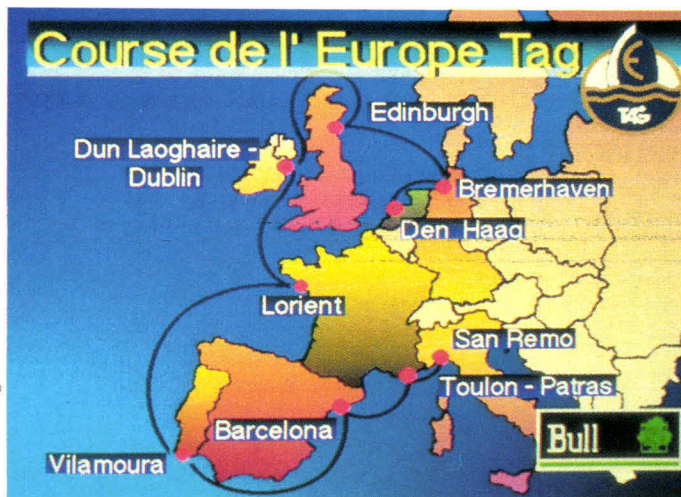 Course de l' Europe Tag
TAG
Edinburgh
Dun Laoghaire -
Dublin
Bremerhaven
Den Haag
Lorient
San Remo
Toulon - Patras
Barcelona
Bull
Vilamoura